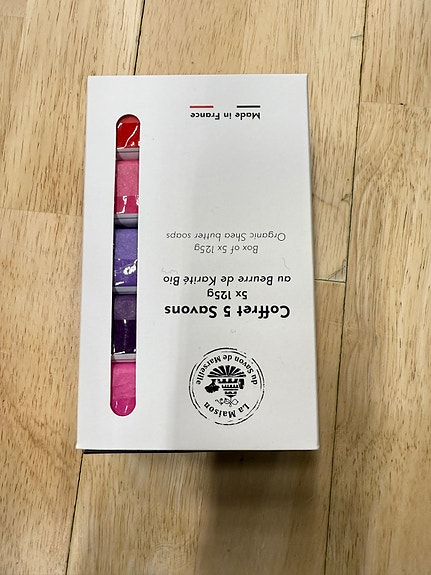 La Maison
du Savon de Marseille
Coffret 5 Savons
5x 125g
au Beurre de Karité Bio
Box of 5x 125g
Organic Shea butter soaps
Made in France